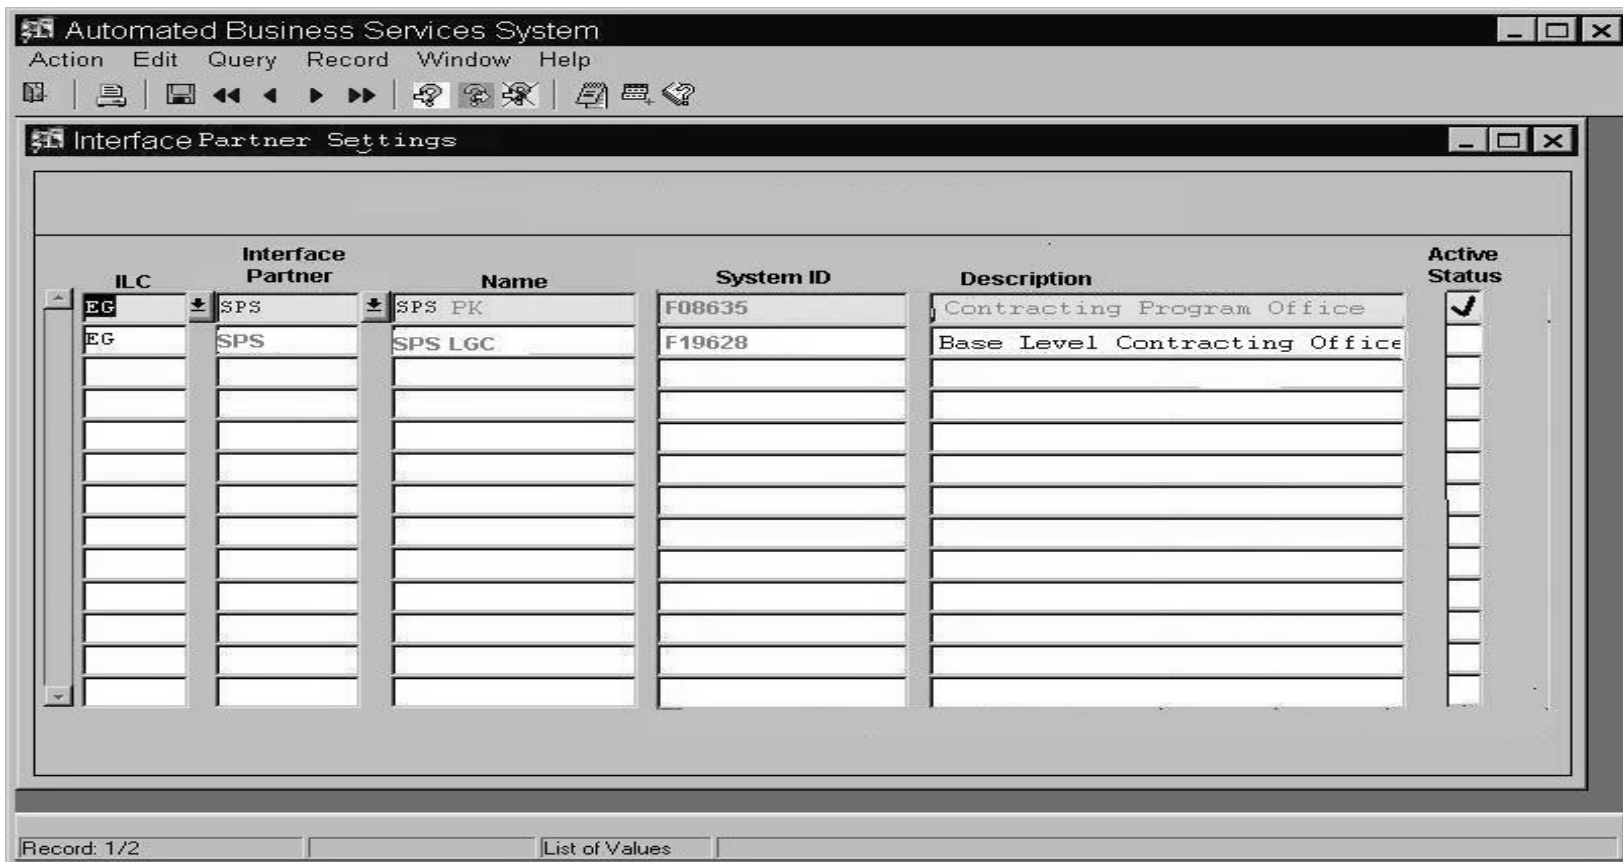 Automated Business Services System
Action Edit Query Record Window Help
Interface Partner Settings
ILC Interface Partner Name System ID Description Active Status
EG SPS SPS PK F08635 Contracting Program Office
EG SPS SPS LGC F19628 Base Level Contracting Office
Record: 1/2 List of Values